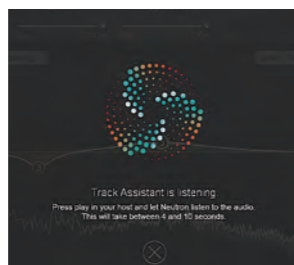 Track Assistant is listening
Press play in your host and let Neutron listen to the audio.
This will take between 4 and 10 seconds.